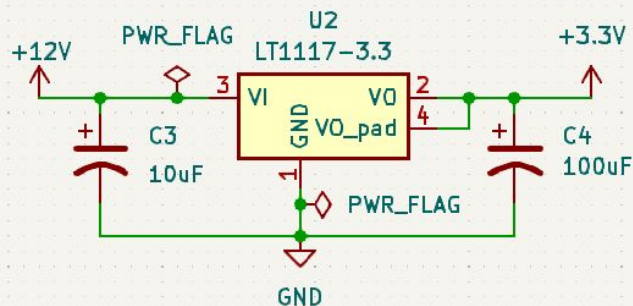 U2
PWR_FLAG
LT1117-3.3
+12V
+3.3V
3
VI
VO
2
GND
VO_pad
4
+
C3
10uF
+
C4
100uF
1
PWR_FLAG
GND